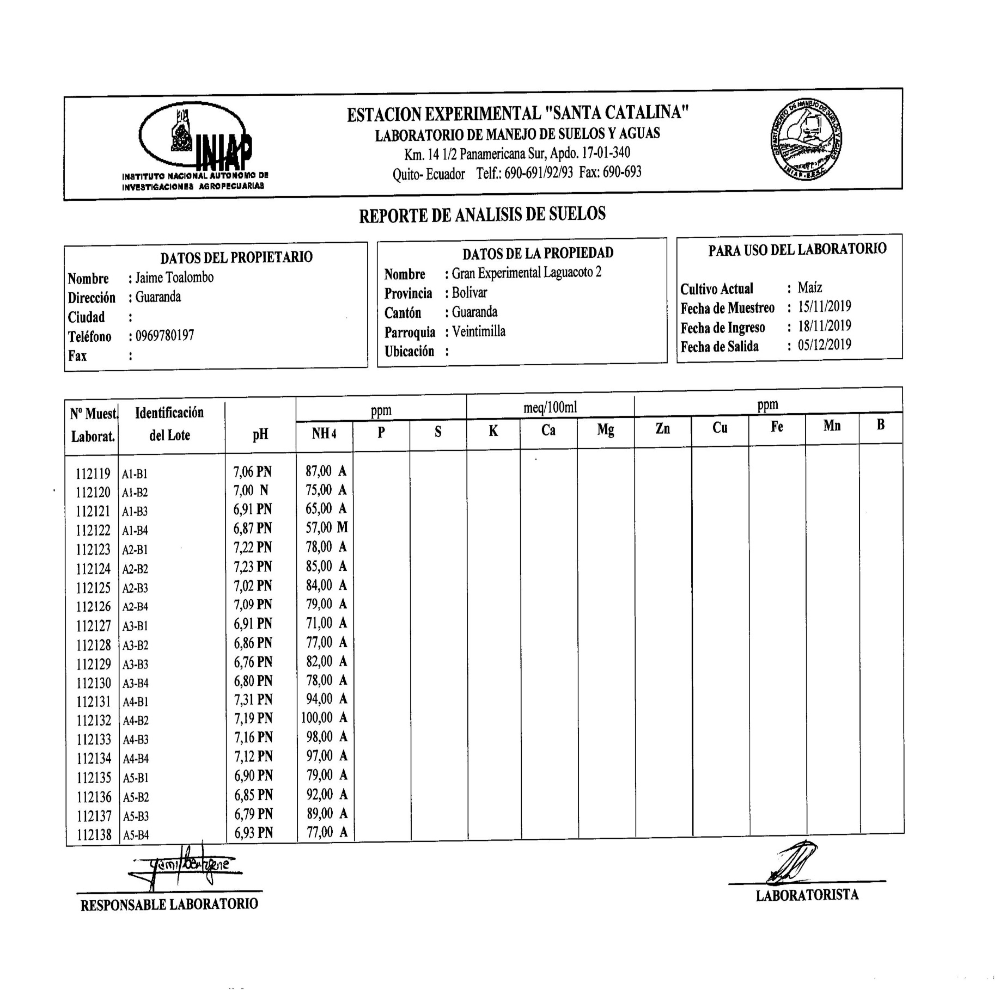 INIAP
INSTITUTO NACIONAL AUTONOMO DE
INVESTIGACIONES AGROPECUARIAS
ESTACION EXPERIMENTAL "SANTA CATALINA"
LABORATORIO DE MANEJO DE SUELOS Y AGUAS
Km. 14 1/2 Panamericana Sur, Apdo. 17-01-340
Quito- Ecuador Telf.: 690-691/92/93 Fax: 690-693
DEPARTAMENTO DE MANEJO DE SUELOS Y AGUAS
INIAP-E.E.S.C.
REPORTE DE ANALISIS DE SUELOS
DATOS DEL PROPIETARIO
Nombre : Jaime Toalombo
Dirección : Guaranda
Ciudad :
Teléfono : 0969780197
Fax :
DATOS DE LA PROPIEDAD
Nombre : Gran Experimental Laguacoto 2
Provincia : Bolivar
Cantón : Guaranda
Parroquia : Veintimilla
Ubicación :
PARA USO DEL LABORATORIO
Cultivo Actual : Maíz
Fecha de Muestreo : 15/11/2019
Fecha de Ingreso : 18/11/2019
Fecha de Salida : 05/12/2019
Nº Muest. Identificación ppm meq/100ml ppm
Laborat. del Lote pH NH4 P S K Ca Mg Zn Cu Fe Mn B
112119 A1-B1 7,06 PN 87,00 A
112120 A1-B2 7,00 N 75,00 A
112121 A1-B3 6,91 PN 65,00 A
112122 A1-B4 6,87 PN 57,00 M
112123 A2-B1 7,22 PN 78,00 A
112124 A2-B2 7,23 PN 85,00 A
112125 A2-B3 7,02 PN 84,00 A
112126 A2-B4 7,09 PN 79,00 A
112127 A3-B1 6,91 PN 71,00 A
112128 A3-B2 6,86 PN 77,00 A
112129 A3-B3 6,76 PN 82,00 A
112130 A3-B4 6,80 PN 78,00 A
112131 A4-B1 7,31 PN 94,00 A
112132 A4-B2 7,19 PN 100,00 A
112133 A4-B3 7,16 PN 98,00 A
112134 A4-B4 7,12 PN 97,00 A
112135 A5-B1 6,90 PN 79,00 A
112136 A5-B2 6,85 PN 92,00 A
112137 A5-B3 6,79 PN 89,00 A
112138 A5-B4 6,93 PN 77,00 A
RESPONSABLE LABORATORIO
LABORATORISTA